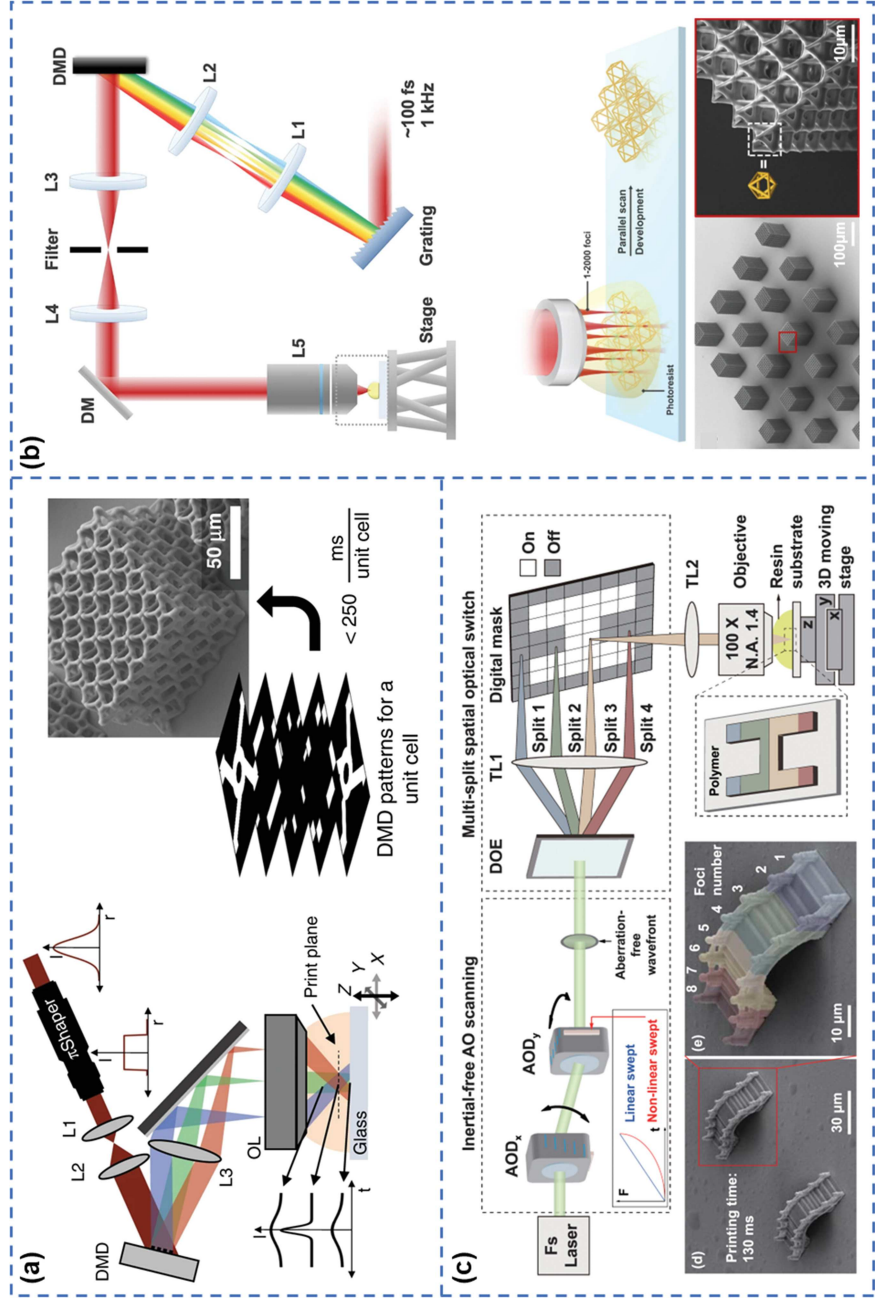 (a)
πShaper
I
r
I
r
L1
L2
DMD
L3
OL
Print plane
Z
Y
X
Glass
I
t
50 μm
< 250 ms
unit cell
DMD patterns for a
unit cell
(b)
DMD
L3
Filter
L4
DM
L2
L1
~100 fs
1 kHz
Grating
L5
Stage
1-2000 foci
Photoresist
Parallel scan
Development
100μm
=
10μm
(c)
Inertial-free AO scanning
Multi-split spatial optical switch
Fs
Laser
AODx
AODy
Aberration-free
wavefront
F
t
Linear swept
Non-linear swept
DOE
TL1
Digital mask
On
Off
Split 1
Split 2
Split 3
Split 4
TL2
100 X
N.A. 1.4
Objective
Resin
substrate
z
y
x
3D moving
stage
Polymer
(d)
Printing time:
130 ms
30 μm
(e)
Foci
number
8
7
6
5
4
3
2
1
10 μm